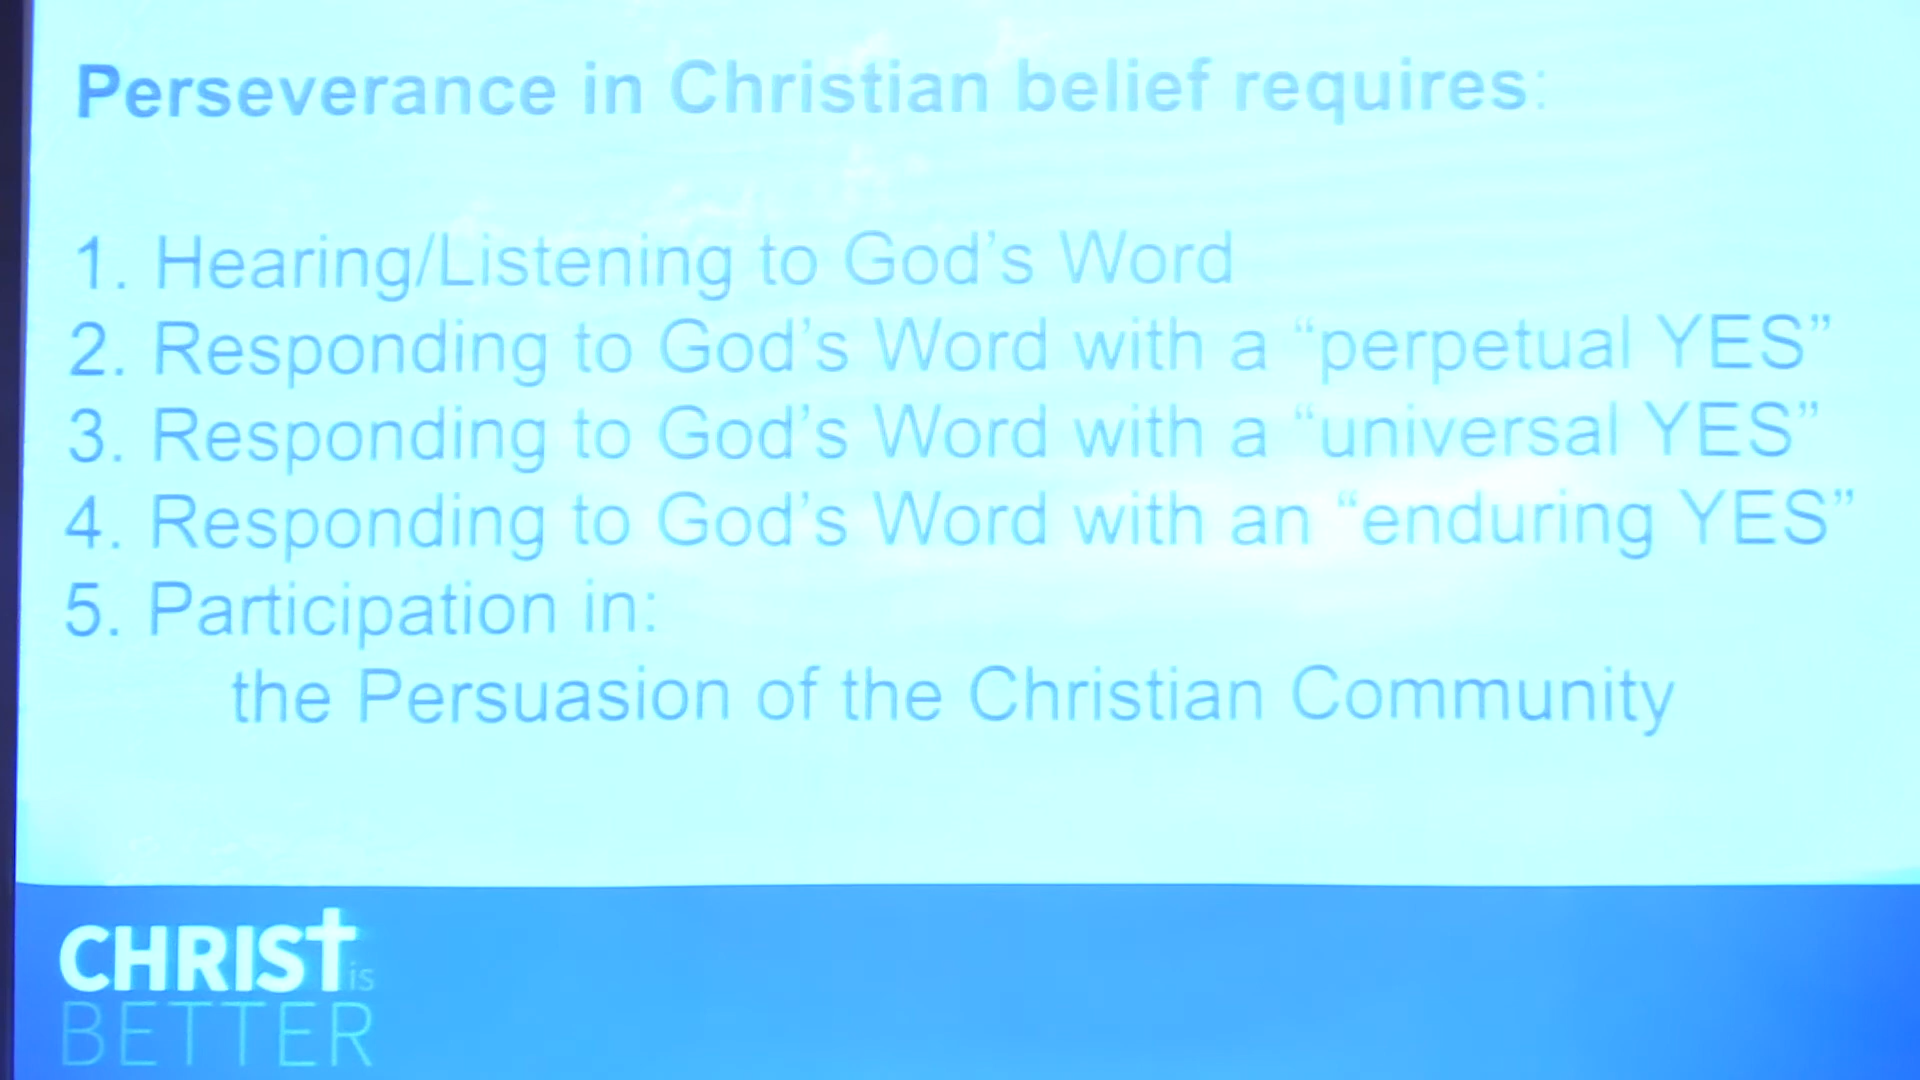 Perseverance in Christian belief requires:
1. Hearing/Listening to God’s Word
2. Responding to God’s Word with a “perpetual YES”
3. Responding to God’s Word with a “universal YES”
4. Responding to God’s Word with an “enduring YES”
5. Participation in:
the Persuasion of the Christian Community
CHRIST is
BETTER